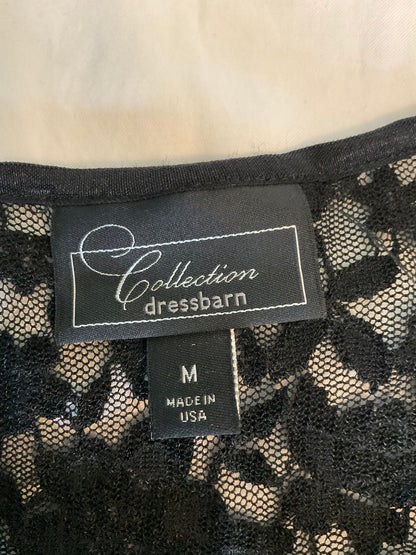 Collection
dressbarn
M
MADE IN
USA